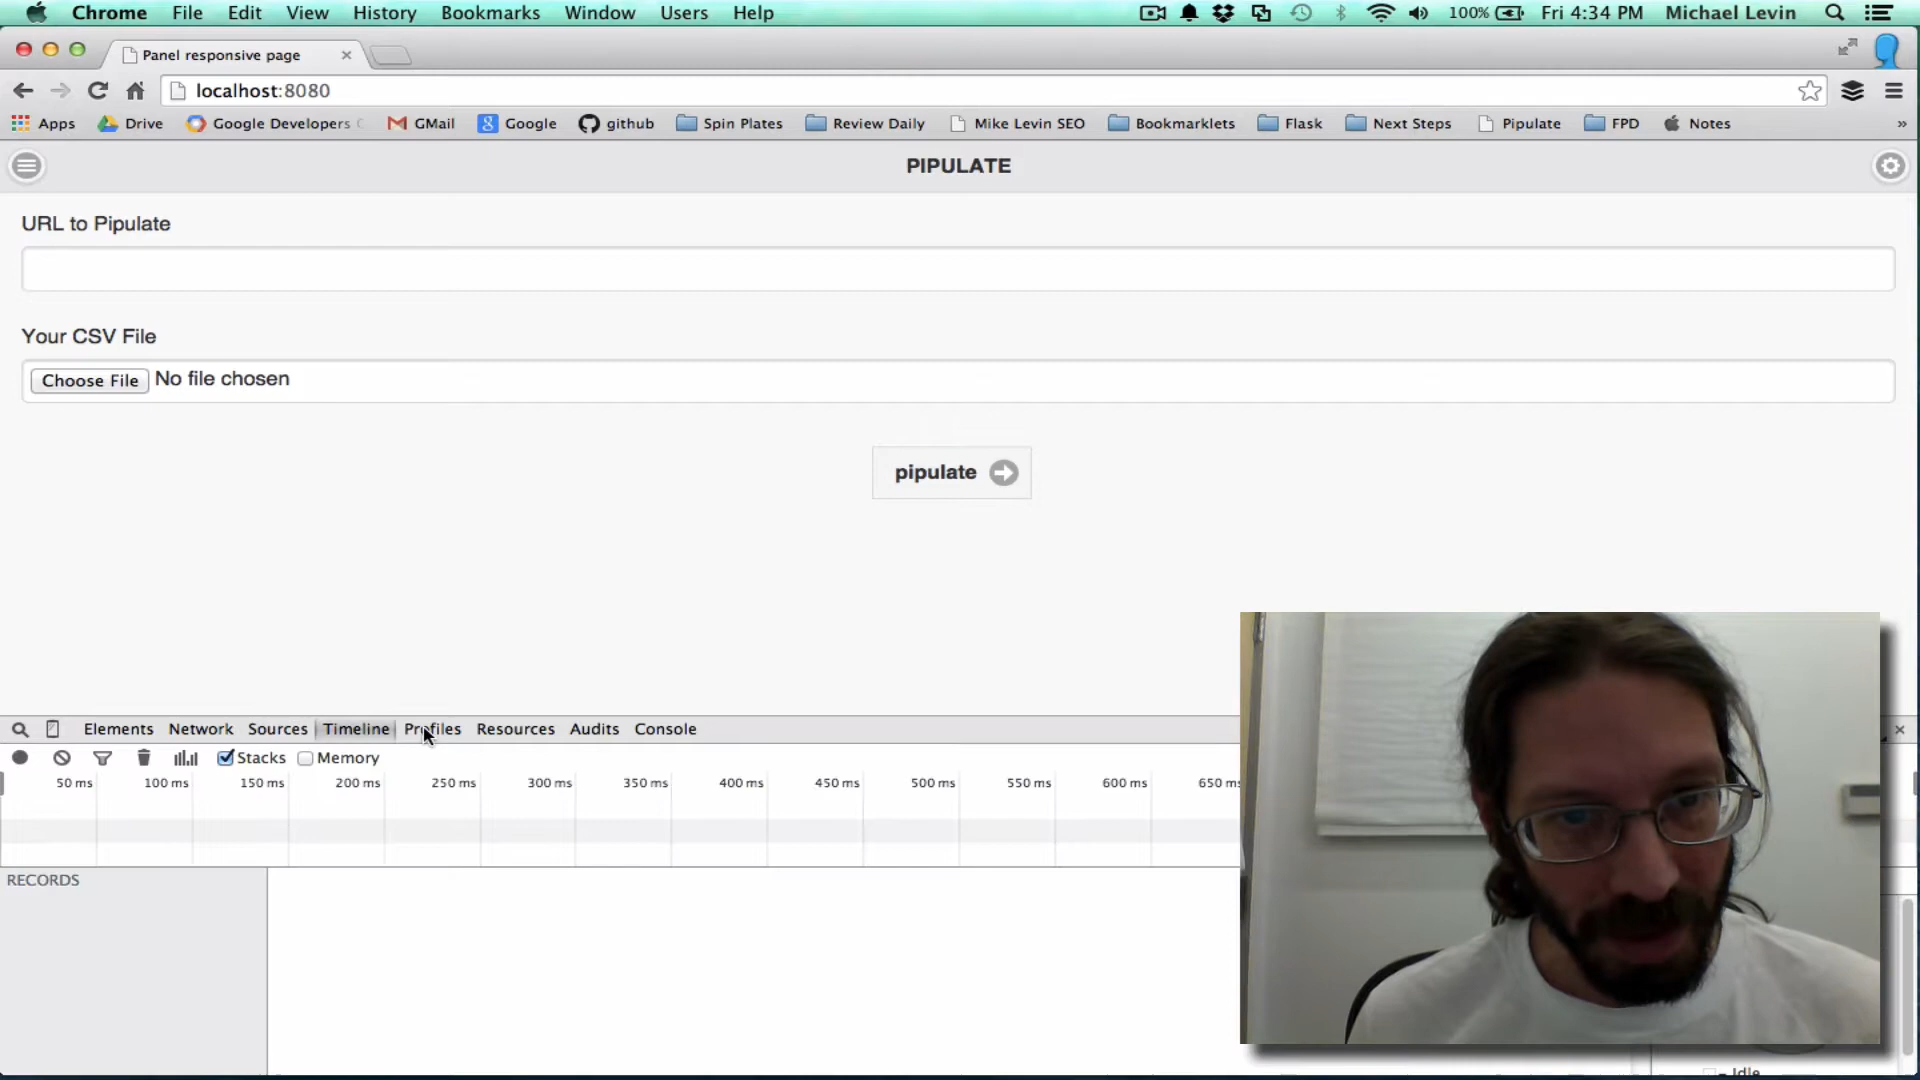 Chrome File Edit View History Bookmarks Window Users Help 100% Fri 4:34 PM Michael Levin
Panel responsive page
localhost:8080
Apps Drive Google Developers GMail Google github Spin Plates Review Daily Mike Levin SEO Bookmarklets Flask Next Steps Pipulate FPD Notes »
PIPULATE
URL to Pipulate
Your CSV File
Choose File No file chosen
pipulate
Elements Network Sources Timeline Profiles Resources Audits Console
Stacks Memory
50 ms 100 ms 150 ms 200 ms 250 ms 300 ms 350 ms 400 ms 450 ms 500 ms 550 ms 600 ms 650 ms
RECORDS
Idle